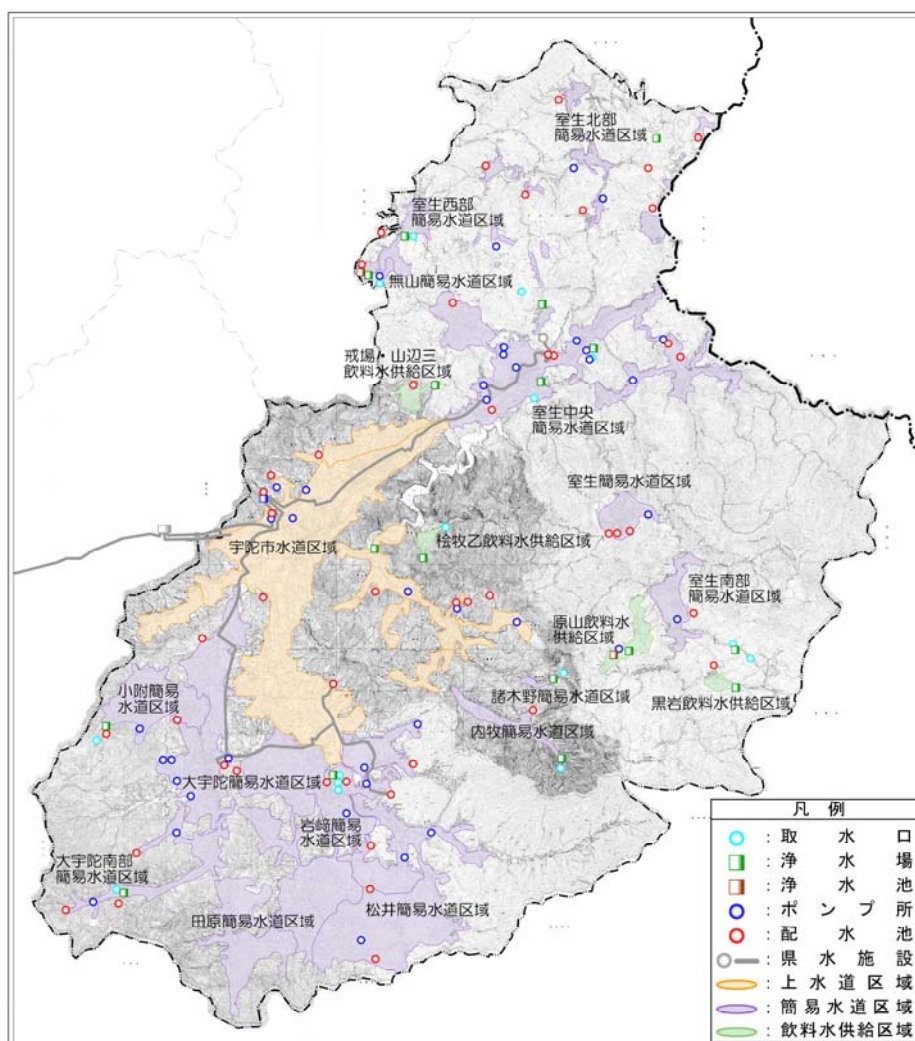 室生北部
簡易水道区域
室生西部
簡易水道区域
無山簡易水道区域
戒場・山辺三
飲料水供給区域
室生中央
簡易水道区域
室生簡易水道区域
宇陀市水道区域
桧牧乙飲料水供給区域
室生南部
簡易水道区域
原山飲料水
供給区域
諸木野簡易水道区域
黒岩飲料水供給区域
小附簡易
水道区域
内牧簡易水道区域
大宇陀簡易水道区域
岩﨑簡易
水道区域
大宇陀南部
簡易水道区域
田原簡易水道区域
松井簡易水道区域
凡 例
：取 水 口
：浄 水 場
：浄 水 池
：ポ ン プ 所
：配 水 池
：県 水 施 設
：上 水 道 区 域
：簡 易 水 道 区 域
：飲料水供給区域